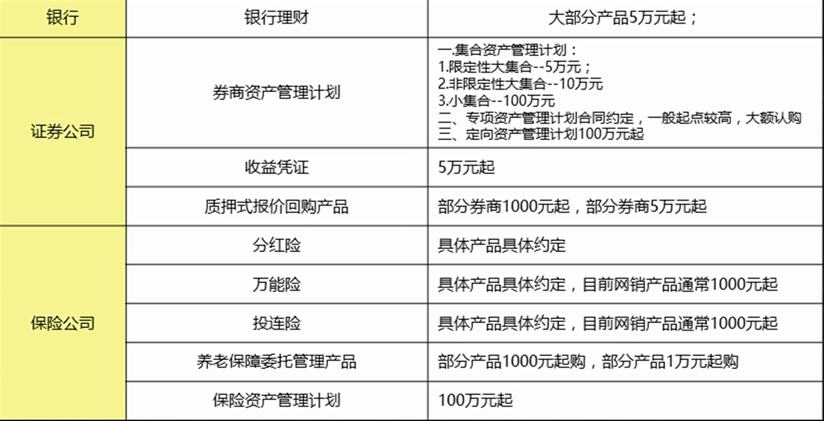 银行
银行理财
大部分产品5万元起；
证券公司
券商资产管理计划
一.集合资产管理计划：
1.限定性大集合--5万元；
2.非限定性大集合--10万元
3.小集合--100万元
二、专项资产管理计划合同约定，一般起点较高，大额认购
三、定向资产管理计划100万元起
收益凭证
5万元起
质押式报价回购产品
部分券商1000元起，部分券商5万元起
保险公司
分红险
具体产品具体约定
万能险
具体产品具体约定，目前网销产品通常1000元起
投连险
具体产品具体约定，目前网销产品通常1000元起
养老保障委托管理产品
部分产品1000元起购，部分产品1万元起购
保险资产管理计划
100万元起